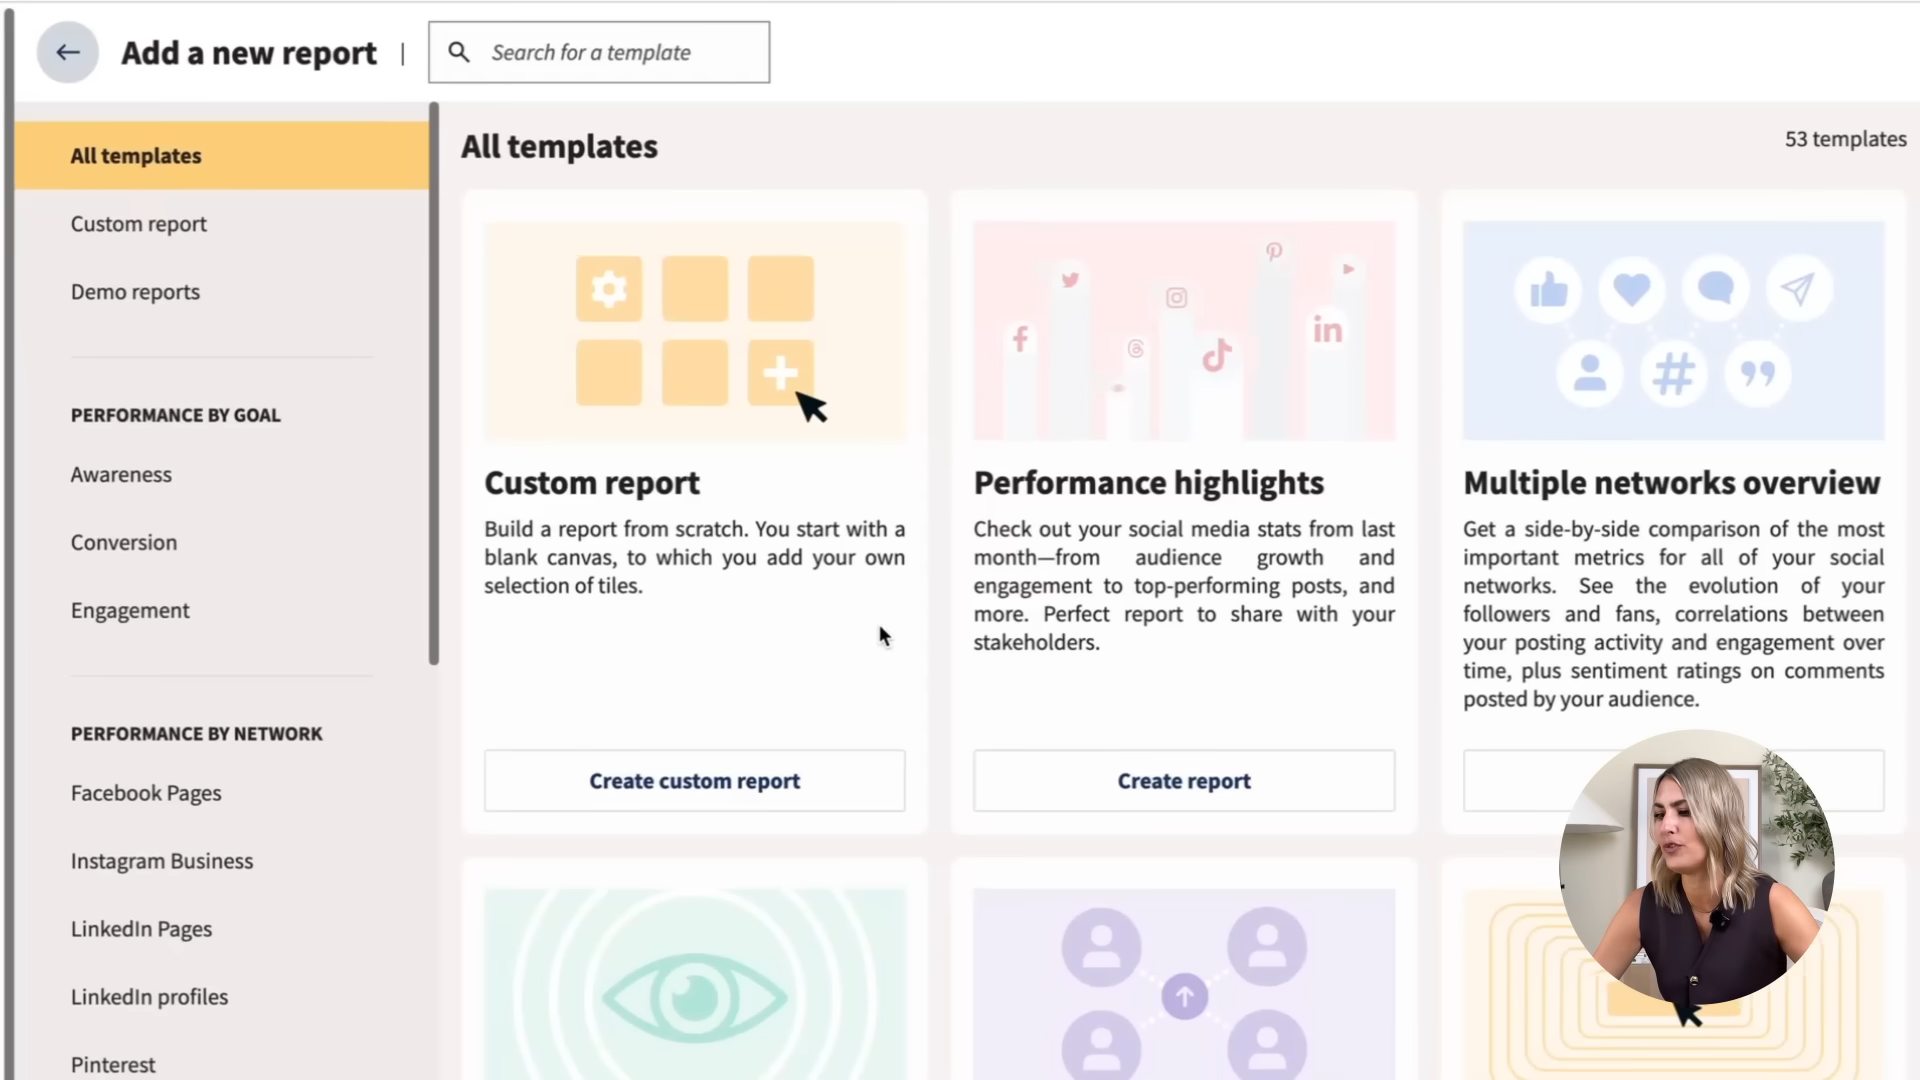 Add a new report |
Search for a template
All templates
Custom report
Demo reports
PERFORMANCE BY GOAL
Awareness
Conversion
Engagement
PERFORMANCE BY NETWORK
Facebook Pages
Instagram Business
LinkedIn Pages
LinkedIn profiles
Pinterest
All templates
53 templates
Custom report
Build a report from scratch. You start with a
blank canvas, to which you add your own
selection of tiles.
Create custom report
in
Performance highlights
Check out your social media stats from last
month—from audience growth and
engagement to top-performing posts, and
more. Perfect report to share with your
stakeholders.
Create report
Multiple networks overview
Get a side-by-side comparison of the most
important metrics for all of your social
networks. See the evolution of your
followers and fans, correlations between
your posting activity and engagement over
time, plus sentiment ratings on comments
posted by your audience.